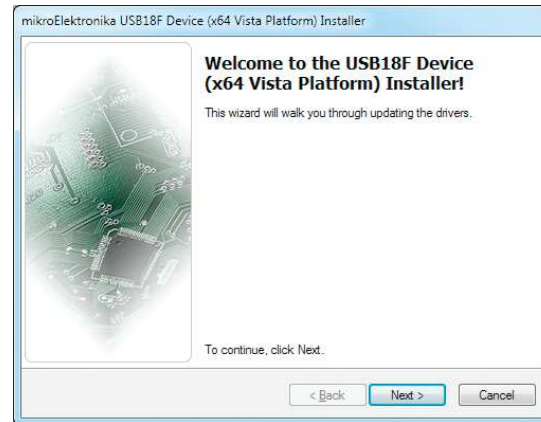 mikroElektronika USB18F Device (x64 Vista Platform) Installer
Welcome to the USB18F Device
(x64 Vista Platform) Installer!
This wizard will walk you through updating the drivers.
To continue, click Next.
< Back
Next >
Cancel